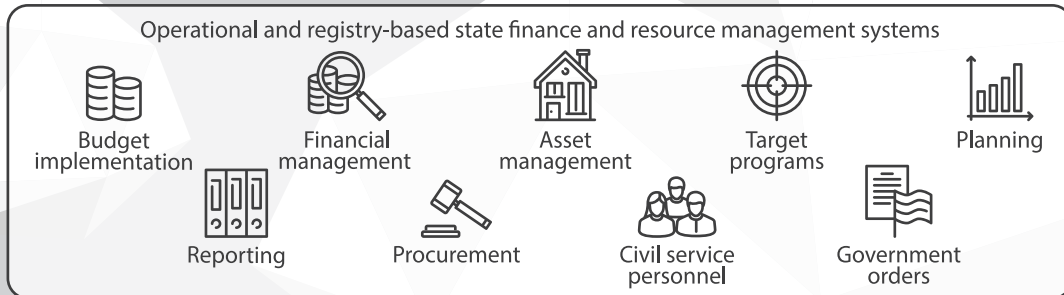 Operational and registry-based state finance and resource management systems
Budget
implementation
Financial
management
Asset
management
Target
programs
Planning
Reporting
Procurement
Civil service
personnel
Government
orders